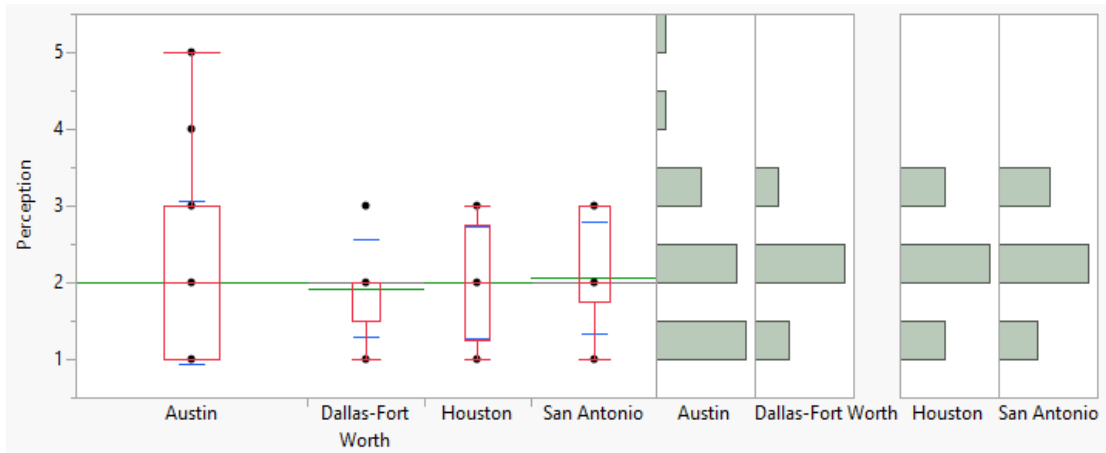 5
4
3
2
1
Perception
Austin
Dallas-Fort
Worth
Houston
San Antonio
Austin
Dallas-Fort Worth
Houston
San Antonio